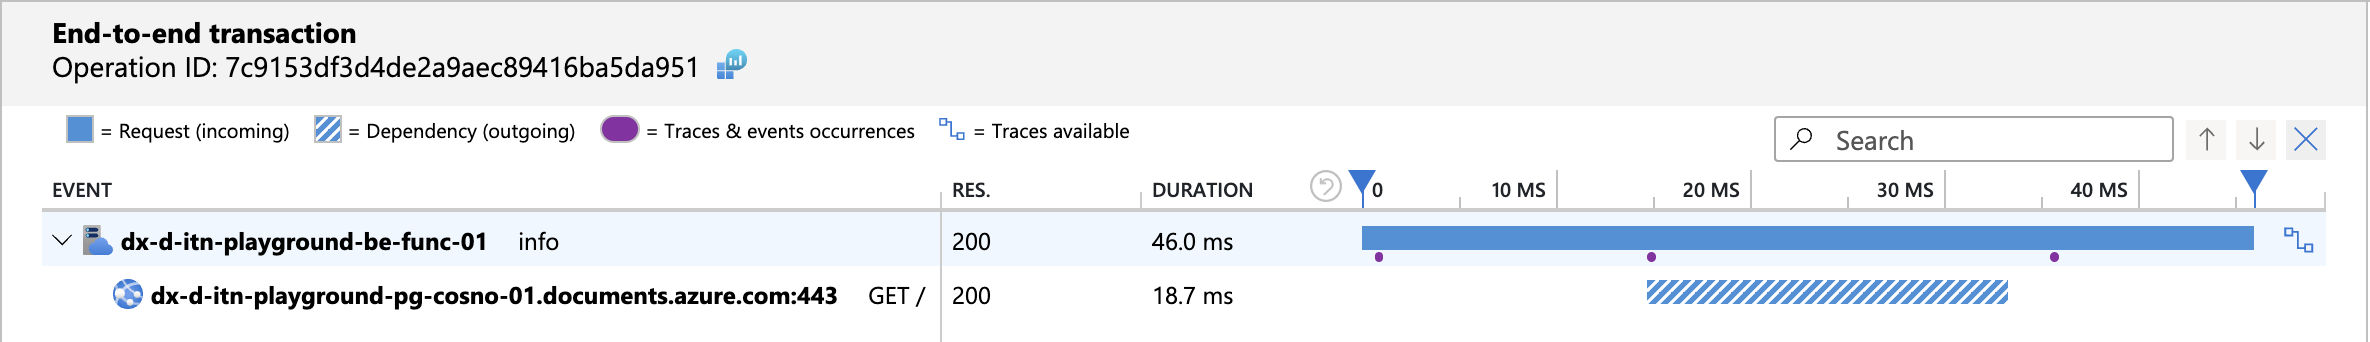 End-to-end transaction
Operation ID: 7c9153df3d4de2a9aec89416ba5da951
= Request (incoming) = Dependency (outgoing) = Traces & events occurrences = Traces available
Search
EVENT RES. DURATION 0 10 MS 20 MS 30 MS 40 MS
dx-d-itn-playground-be-func-01 info 200 46.0 ms
dx-d-itn-playground-pg-cosno-01.documents.azure.com:443 GET / 200 18.7 ms